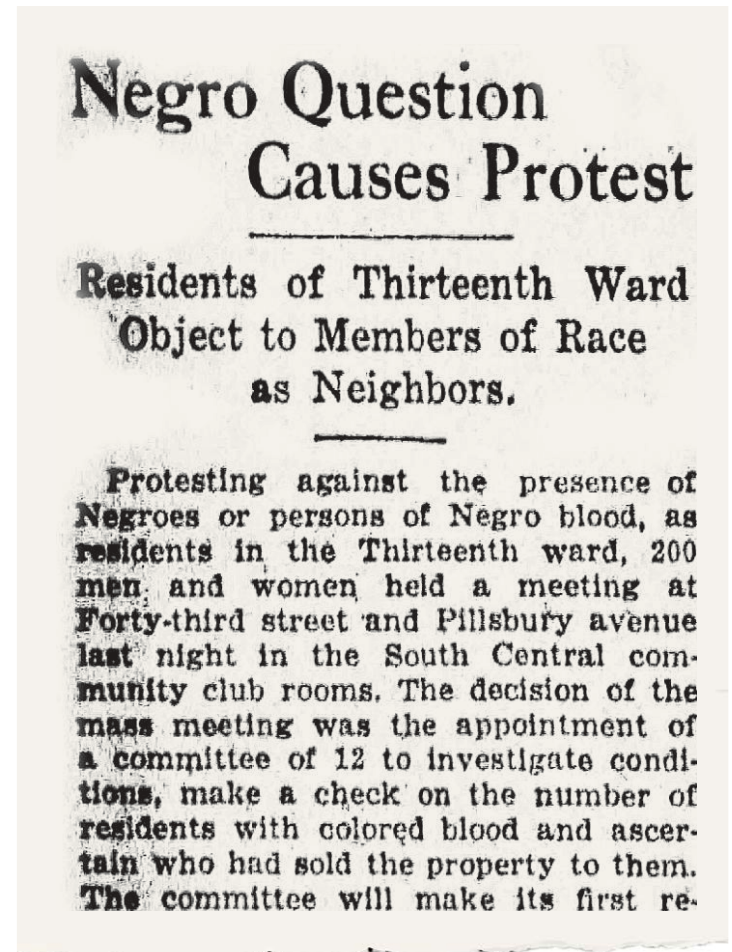 Negro Question
Causes Protest
Residents of Thirteenth Ward
Object to Members of Race
as Neighbors.
Protesting against the presence of
Negroes or persons of Negro blood, as
residents in the Thirteenth ward, 200
men and women held a meeting at
Forty-third street and Pillsbury avenue
last night in the South Central com-
munity club rooms. The decision of the
mass meeting was the appointment of
a committee of 12 to investigate condi-
tions, make a check on the number of
residents with colored blood and ascer-
tain who had sold the property to them.
The committee will make its first re-